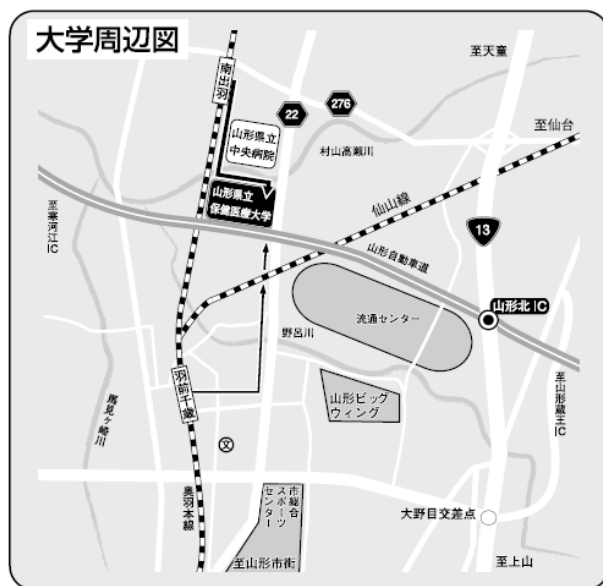 大学周辺図
至天童
南出羽
22
276
山形県立
中央病院
至仙台
村山高瀬川
山形県立
保健医療大学
仙山線
至寒河江IC
13
山形自動車道
山形北IC
流通センター
野呂川
羽前千歳
山形ビッグ
ウィング
至山形蔵王IC
馬見ヶ崎川
文
奥羽本線
市総合
スポーツ
センター
大野目交差点
至山形市街
至上山